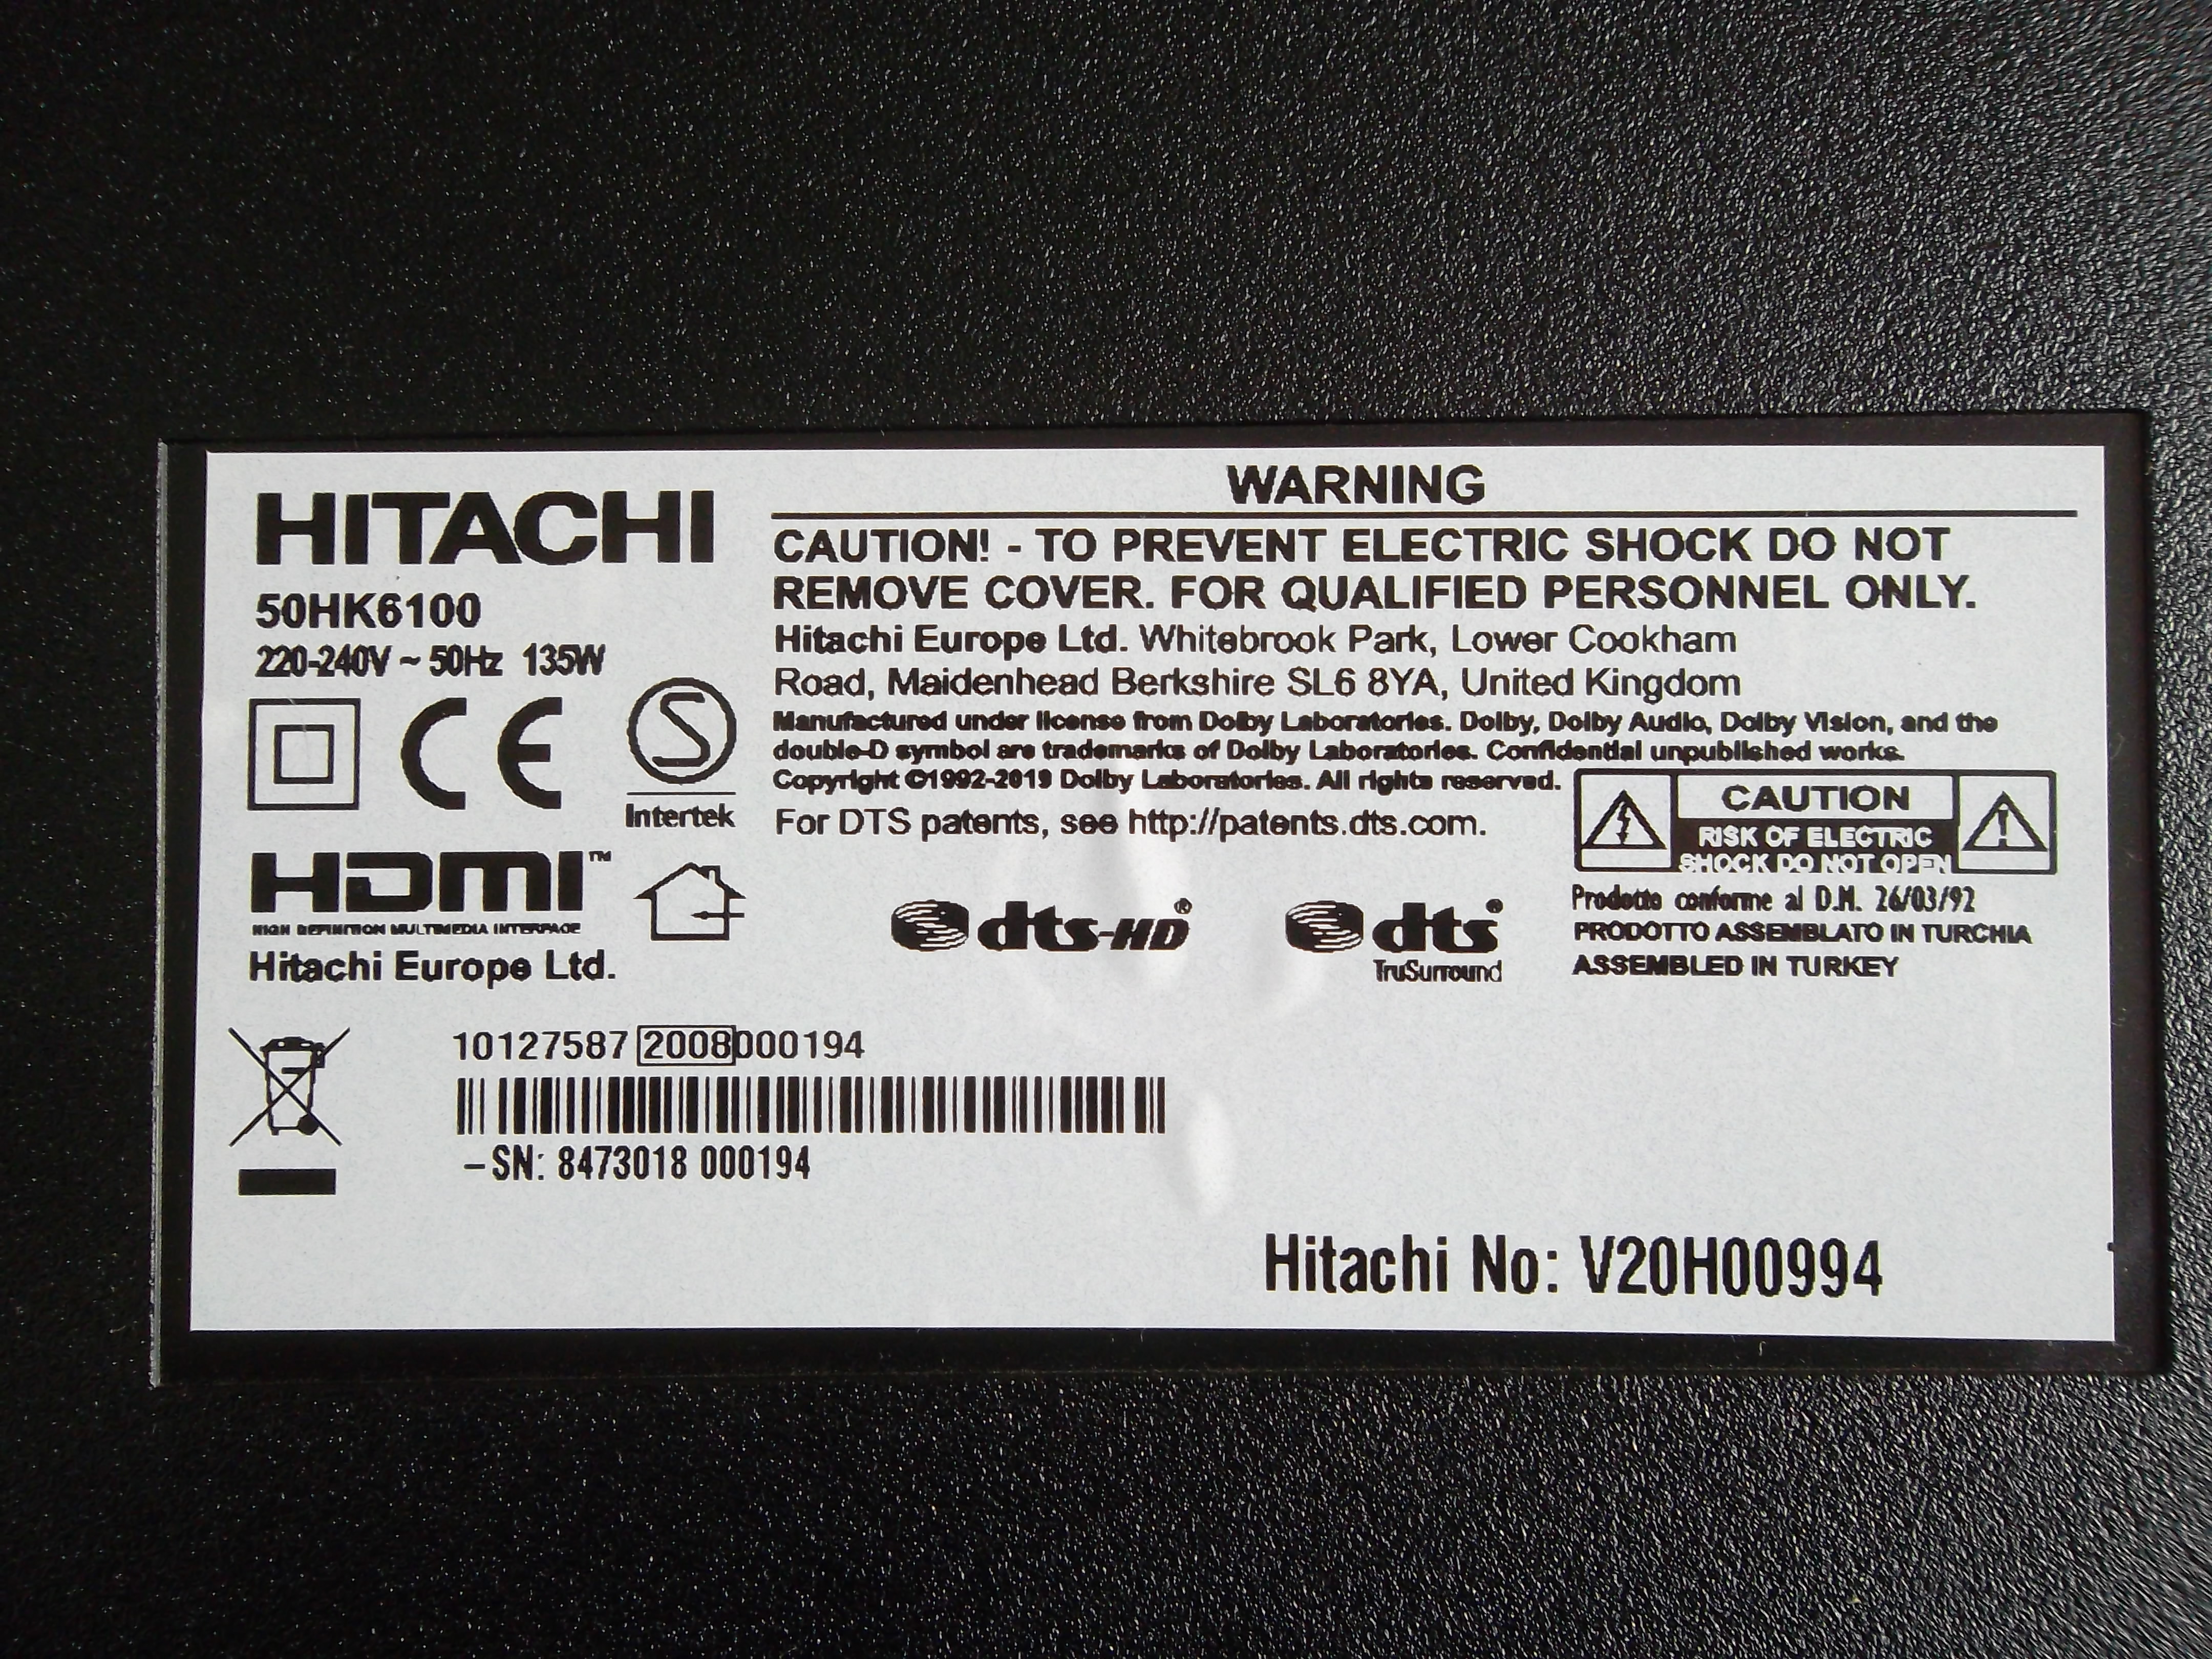 HITACHI
50HK6100
220-240V ~ 50Hz 135W
Intertek
HDMI™
HIGH DEFINITION MULTIMEDIA INTERFACE
Hitachi Europe Ltd.
WARNING
CAUTION! - TO PREVENT ELECTRIC SHOCK DO NOT
REMOVE COVER. FOR QUALIFIED PERSONNEL ONLY.
Hitachi Europe Ltd. Whitebrook Park, Lower Cookham
Road, Maidenhead Berkshire SL6 8YA, United Kingdom
Manufactured under license from Dolby Laboratories. Dolby, Dolby Audio, Dolby Vision, and the
double-D symbol are trademarks of Dolby Laboratories. Confidential unpublished works.
Copyright ©1992-2019 Dolby Laboratories. All rights reserved.
For DTS patents, see http://patents.dts.com.
CAUTION
RISK OF ELECTRIC
SHOCK DO NOT OPEN
dts-HD®
dts®
TruSurround
Prodotto conforme al D.M. 26/03/92
PRODOTTO ASSEMBLATO IN TURCHIA
ASSEMBLED IN TURKEY
10127587 2008000194
-SN: 8473018 000194
Hitachi No: V20H00994